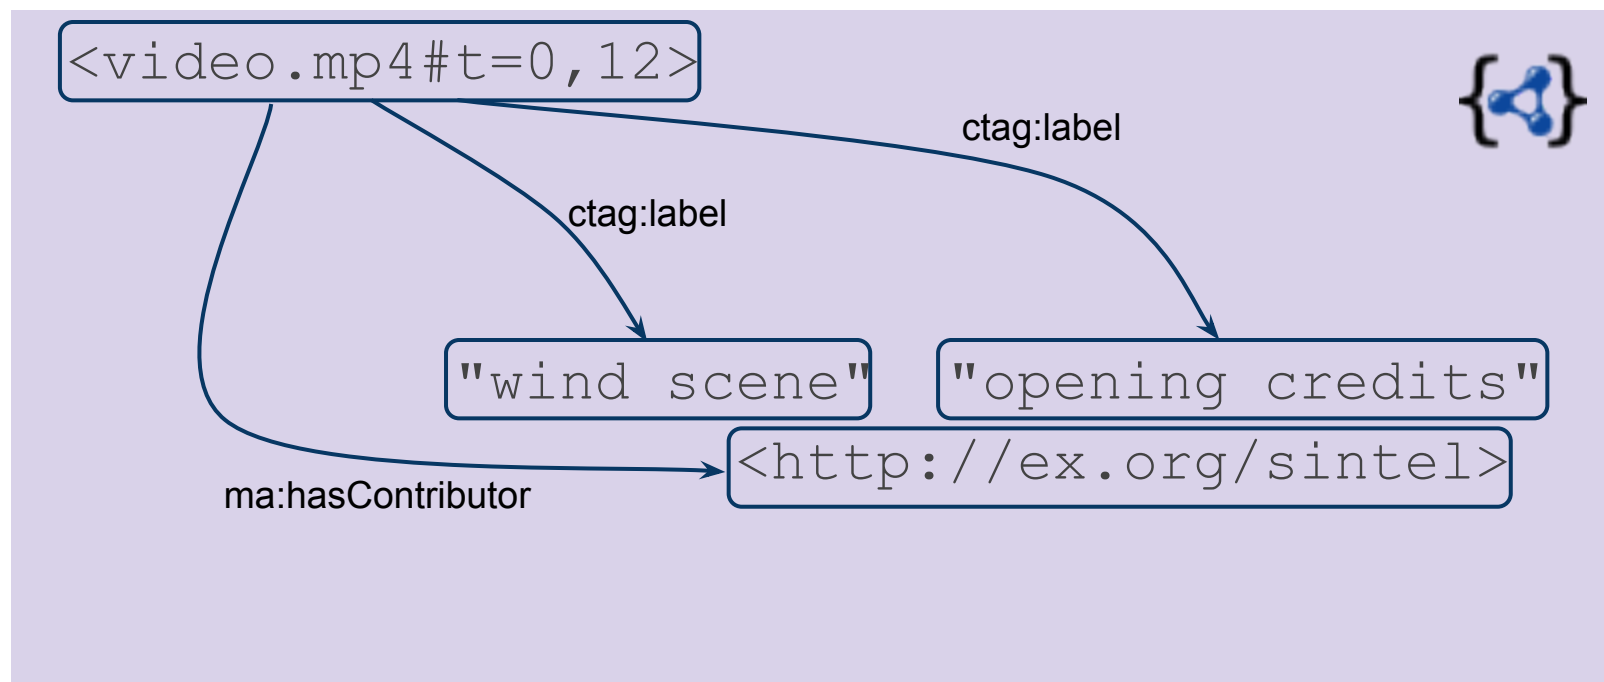 <video.mp4#t=0,12>
ctag:label
ctag:label
"wind scene"
"opening credits"
<http://ex.org/sintel>
ma:hasContributor